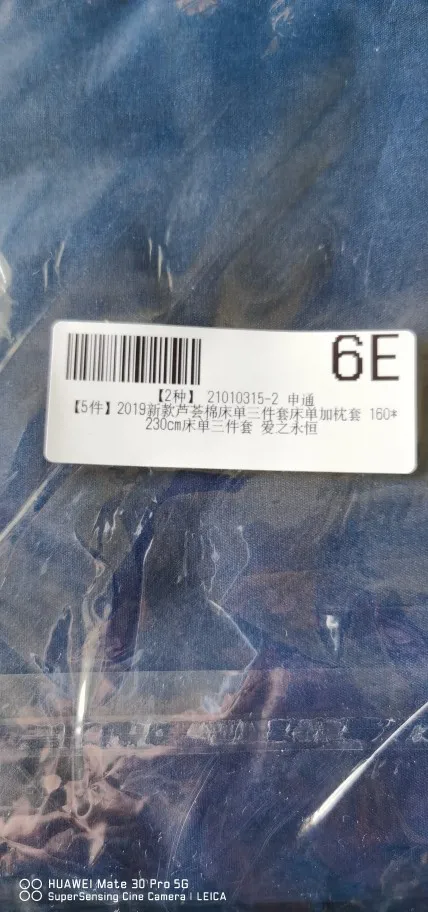 6E
【2种】 21010315-2 申通
【5件】2019新款芦荟棉床单三件套床单加枕套 160*
230cm床单三件套 爱之永恒
HUAWEI Mate 30 Pro 5G
SuperSensing Cine Camera | LEICA